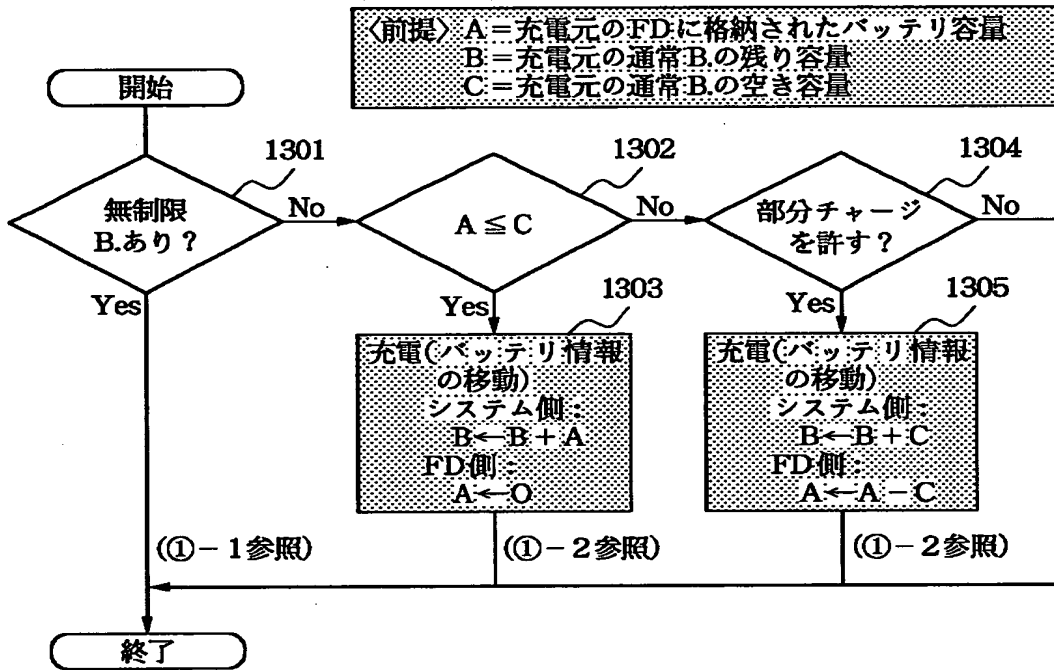 〈前提〉A＝充電元のFDに格納されたバッテリ容量
B＝充電元の通常B.の残り容量
C＝充電元の通常B.の空き容量
開始
1301
無制限
B.あり？
No
Yes
1302
A≦C
No
Yes
1304
部分チャージ
を許す？
No
Yes
1303
充電(バッテリ情報
の移動)
システム側：
B←B＋A
FD側：
A←O
1305
充電(バッテリ情報
の移動)
システム側：
B←B＋C
FD側：
A←A－C
(①－1参照)
(①－2参照)
(①－2参照)
終了